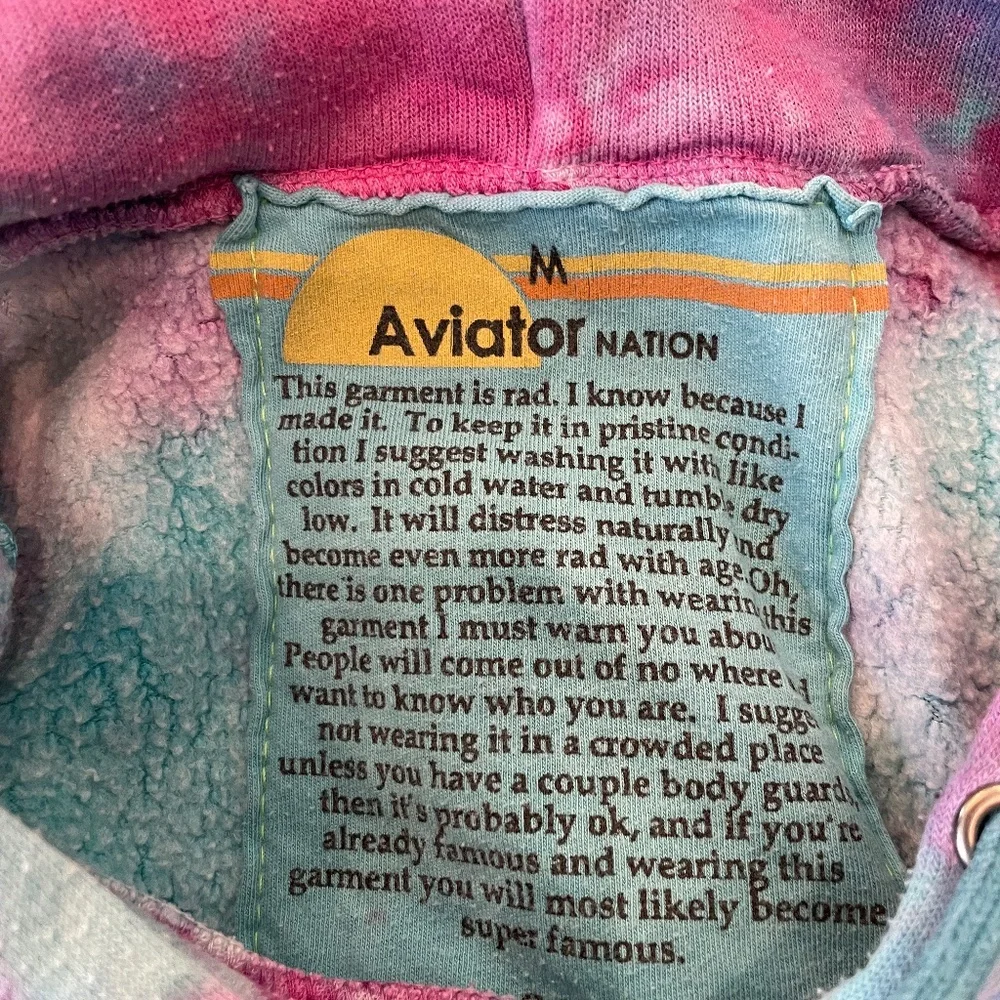 M
Aviator NATION
This garment is rad. I know because I
made it. To keep it in pristine condi-
tion I suggest washing it with like
colors in cold water and tumble dry
low. It will distress naturally and
become even more rad with age. Oh,
there is one problem with wearing this
garment I must warn you about
People will come out of no where
want to know who you are. I
not wearing it in a crowded place
unless you have a couple body guards,
then it's probably ok, and if you're
already famous and wearing this
garment you will most likely become
super famous.